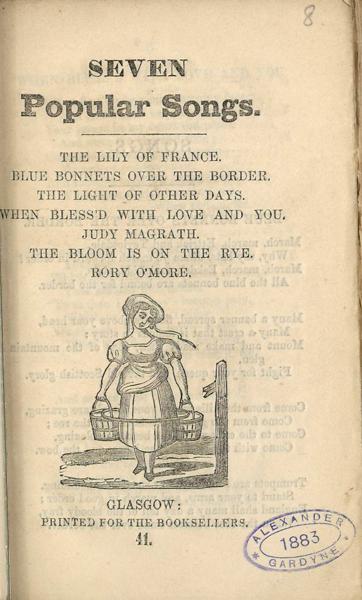 8
SEVEN
Popular Songs.
THE LILY OF FRANCE.
BLUE BONNETS OVER THE BORDER.
THE LIGHT OF OTHER DAYS.
WHEN BLESS'D WITH LOVE AND YOU.
JUDY MAGRATH.
THE BLOOM IS ON THE RYE.
RORY O'MORE.
GLASGOW:
PRINTED FOR THE BOOKSELLERS.
41.
ALEXANDER
1883
GARDYNE